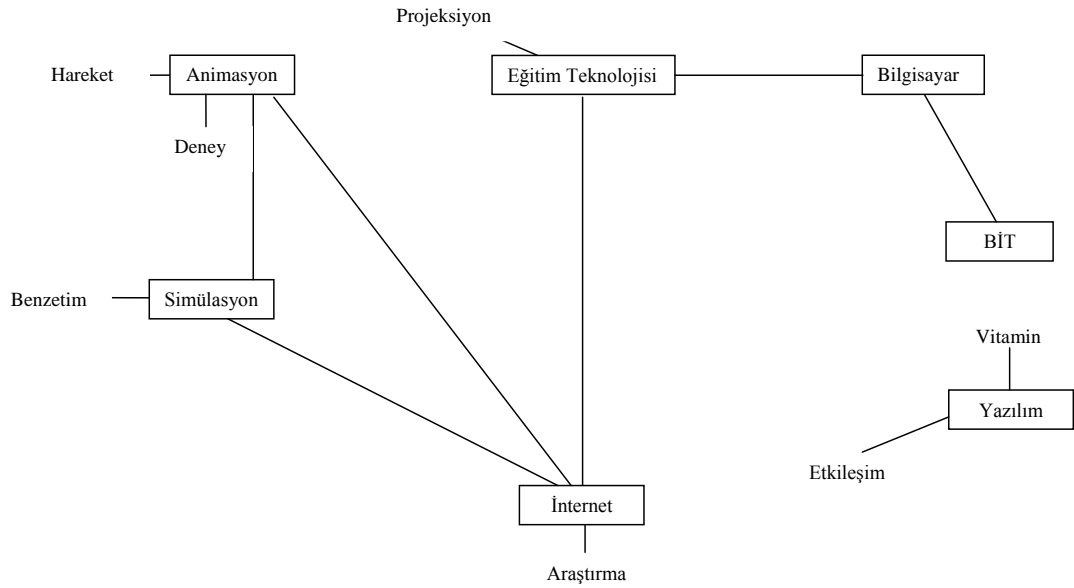 Projeksiyon
Hareket
Animasyon
Eğitim Teknolojisi
Bilgisayar
Deney
BİT
Benzetim
Simülasyon
Vitamin
Yazılım
Etkileşim
İnternet
Araştırma